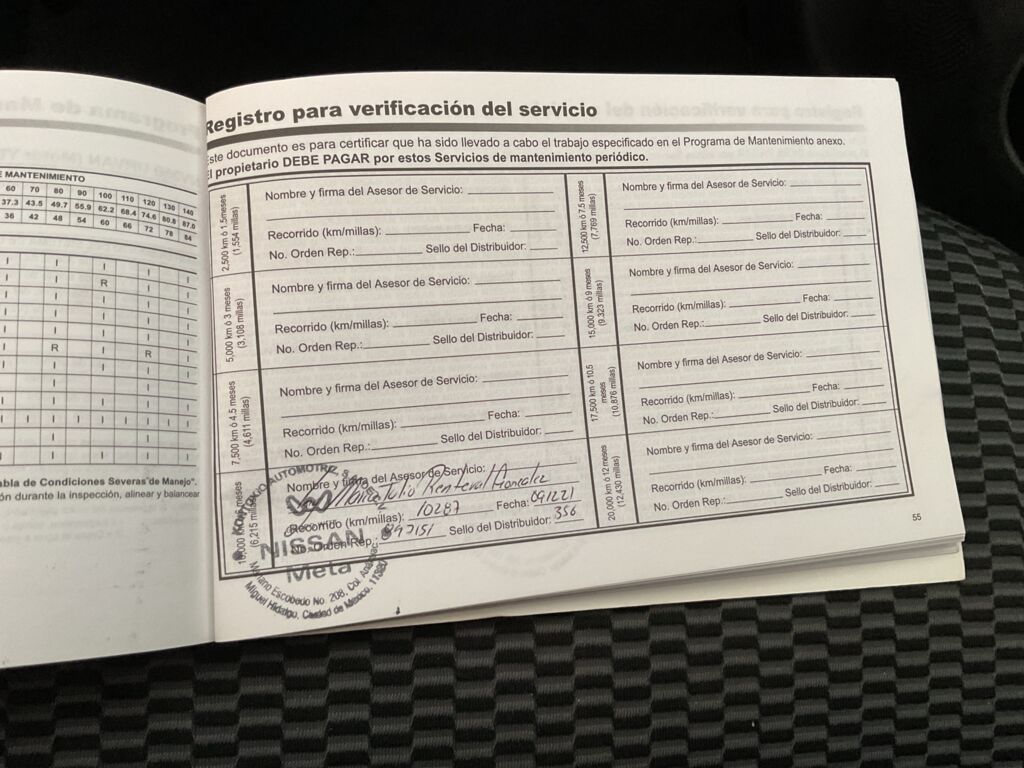 E MANTENIMIENTO
60 70 80 90 100 110 120 130 140
37.3 43.5 49.7 55.9 62.2 68.4 74.6 80.8 87.0
36 42 48 54 60 66 72 78 84
I I I I I
R
R R
abla de Condiciones Severas de Manejo".
ón durante la inspección, alinear y balancear
Registro para verificación del servicio
Este documento es para certificar que ha sido llevado a cabo el trabajo especificado en el Programa de Mantenimiento anexo.
El propietario DEBE PAGAR por estos Servicios de mantenimiento periódico.
2,500 km ó 1.5meses
(1,554 millas)
Nombre y firma del Asesor de Servicio:
Recorrido (km/millas): Fecha:
No. Orden Rep.: Sello del Distribuidor:
5,000 km ó 3 meses
(3,108 millas)
Nombre y firma del Asesor de Servicio:
Recorrido (km/millas): Fecha:
No. Orden Rep.: Sello del Distribuidor:
7,500 km ó 4.5 meses
(4,611 millas)
Nombre y firma del Asesor de Servicio:
Recorrido (km/millas): Fecha:
No. Orden Rep.: Sello del Distribuidor:
(6,215 millas)
Nombre y firma del Asesor de Servicio:
Recorrido (km/millas): 10287 Fecha: 091221
No. Orden Rep.: Sello del Distribuidor: 356
AUTOMOTRIZ
NISSAN
Meta
Mariano Escobedo No. 208, Col.
Miguel Hidalgo, Ciudad de México.
12,500 km ó 7.5 meses
(7,769 millas)
Nombre y firma del Asesor de Servicio:
Recorrido (km/millas): Fecha:
No. Orden Rep.: Sello del Distribuidor:
15,000 km ó 9 meses
(9,323 millas)
Nombre y firma del Asesor de Servicio:
Recorrido (km/millas): Fecha:
No. Orden Rep.: Sello del Distribuidor:
17,500 km ó 10,5
meses
(10,876 millas)
Nombre y firma del Asesor de Servicio:
Recorrido (km/millas): Fecha:
No. Orden Rep.: Sello del Distribuidor:
20,000 km ó 12 meses
(12,430 millas)
Nombre y firma del Asesor de Servicio:
Recorrido (km/millas): Fecha:
No. Orden Rep.: Sello del Distribuidor:
55